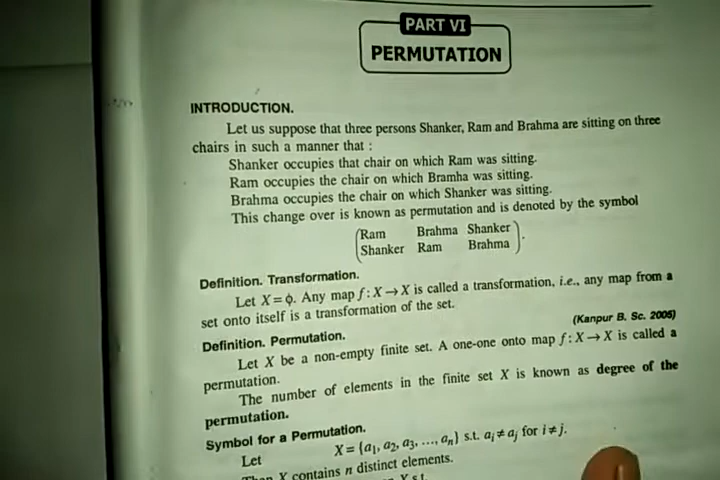 PART VI
PERMUTATION
INTRODUCTION.
Let us suppose that three persons Shanker, Ram and Brahma are sitting on three
chairs in such a manner that :
Shanker occupies that chair on which Ram was sitting.
Ram occupies the chair on which Bramha was sitting.
Brahma occupies the chair on which Shanker was sitting.
This change over is known as permutation and is denoted by the symbol
(Ram Brahma Shanker
Shanker Ram Brahma).
Definition. Transformation.
Let X = ϕ. Any map f : X → X is called a transformation, i.e., any map from a
set onto itself is a transformation of the set.
Definition. Permutation. (Kanpur B. Sc. 2005)
Let X be a non-empty finite set. A one-one onto map f : X → X is called a
permutation.
The number of elements in the finite set X is known as degree of the
permutation.
Symbol for a Permutation.
Let X = {a₁, a₂, a₃, ..., aₙ} s.t. aᵢ ≠ aⱼ for i ≠ j.
Then X contains n distinct elements.
X s.t.